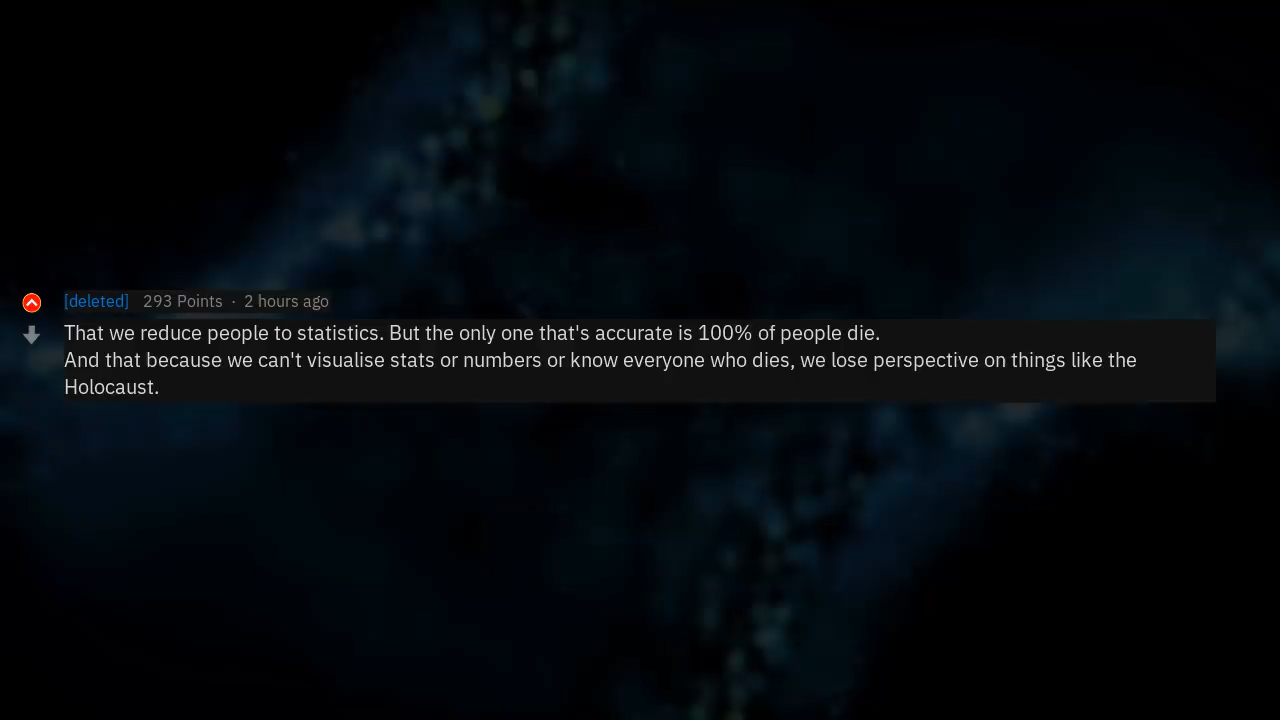 [deleted] 293 Points · 2 hours ago
That we reduce people to statistics. But the only one that's accurate is 100% of people die.
And that because we can't visualise stats or numbers or know everyone who dies, we lose perspective on things like the
Holocaust.